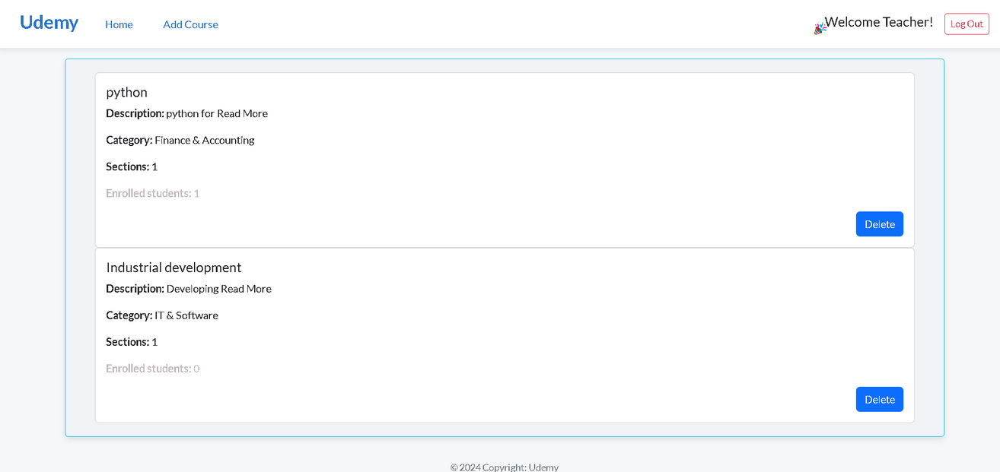 Udemy Home Add Course Welcome Teacher! Log Out
python
Description: python for Read More
Category: Finance & Accounting
Sections: 1
Enrolled students: 1
Delete
Industrial development
Description: Developing Read More
Category: IT & Software
Sections: 1
Enrolled students: 0
Delete
© 2024 Copyright: Udemy